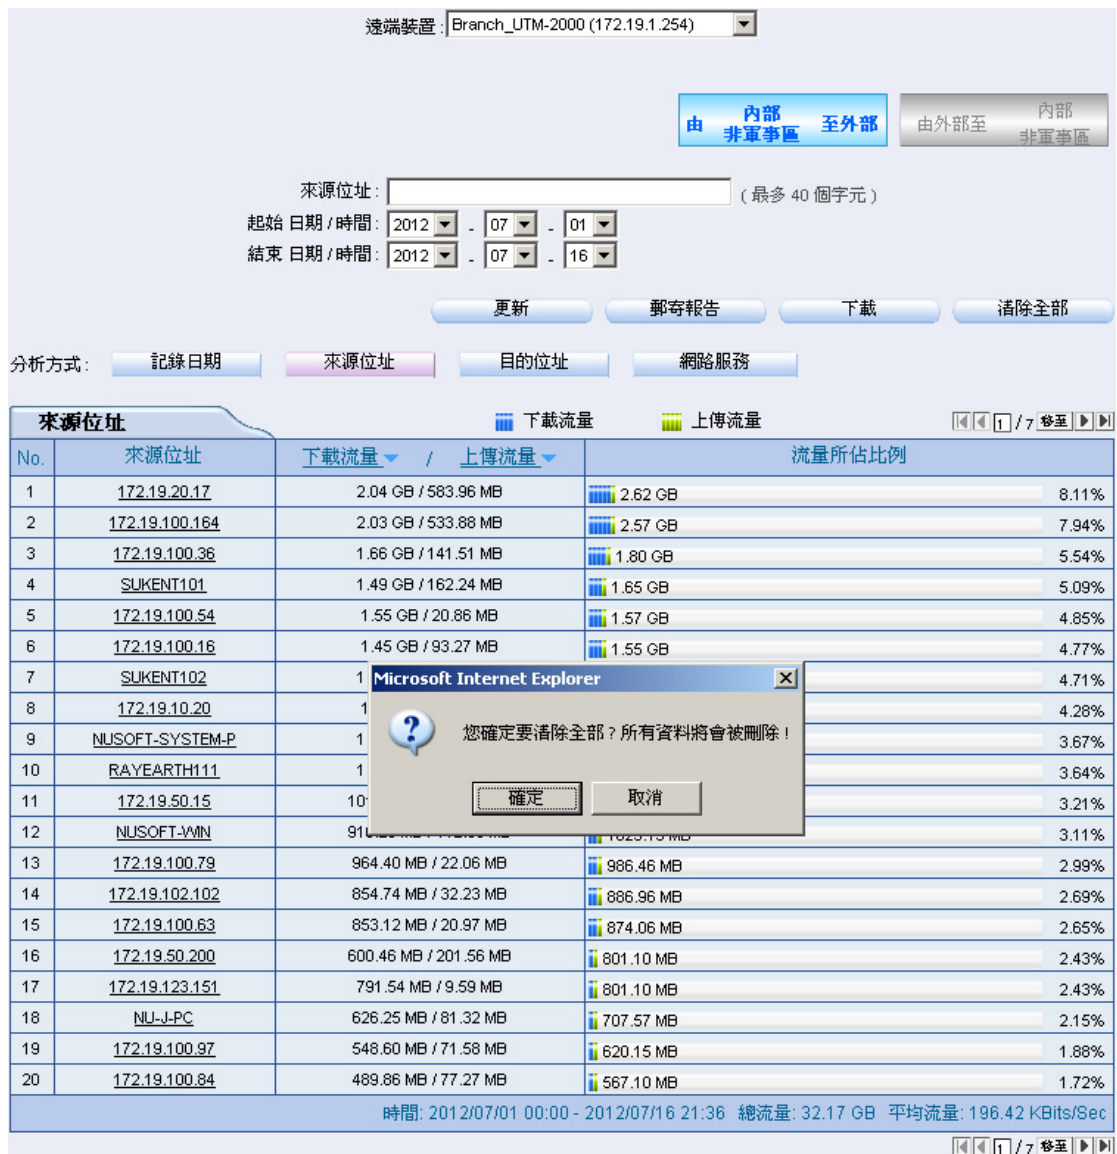 遠端裝置 : Branch_UTM-2000 (172.19.1.254)
由 內部 非軍事區 至外部 由外部至 內部 非軍事區
來源位址 : ( 最多 40 個字元 )
起始 日期 / 時間 : 2012 - 07 - 01
結束 日期 / 時間 : 2012 - 07 - 16
更新 郵寄報告 下載 清除全部
分析方式 : 記錄日期 來源位址 目的位址 網路服務
來源位址 下載流量 上傳流量 1 / 7 移至
No. 來源位址 下載流量 / 上傳流量 流量所佔比例
1 172.19.20.17 2.04 GB / 583.96 MB 2.62 GB 8.11%
2 172.19.100.164 2.03 GB / 533.88 MB 2.57 GB 7.94%
3 172.19.100.36 1.66 GB / 141.51 MB 1.80 GB 5.54%
4 SUKENT101 1.49 GB / 162.24 MB 1.65 GB 5.09%
5 172.19.100.54 1.55 GB / 20.86 MB 1.57 GB 4.85%
6 172.19.100.16 1.45 GB / 93.27 MB 1.55 GB 4.77%
7 SUKENT102 1 4.71%
8 172.19.10.20 1 4.28%
9 NUSOFT-SYSTEM-P 1 3.67%
10 RAYEARTH111 1 3.64%
11 172.19.50.15 10 3.21%
12 NUSOFT-WIN 91 3.11%
Microsoft Internet Explorer
您確定要清除全部 ? 所有資料將會被刪除 !
確定 取消
13 172.19.100.79 964.40 MB / 22.06 MB 986.46 MB 2.99%
14 172.19.102.102 854.74 MB / 32.23 MB 886.96 MB 2.69%
15 172.19.100.63 853.12 MB / 20.97 MB 874.06 MB 2.65%
16 172.19.50.200 600.46 MB / 201.56 MB 801.10 MB 2.43%
17 172.19.123.151 791.54 MB / 9.59 MB 801.10 MB 2.43%
18 NU-J-PC 626.25 MB / 81.32 MB 707.57 MB 2.15%
19 172.19.100.97 548.60 MB / 71.58 MB 620.15 MB 1.88%
20 172.19.100.84 489.86 MB / 77.27 MB 567.10 MB 1.72%
時間: 2012/07/01 00:00 - 2012/07/16 21:36 總流量: 32.17 GB 平均流量: 196.42 KBits/Sec
1 / 7 移至